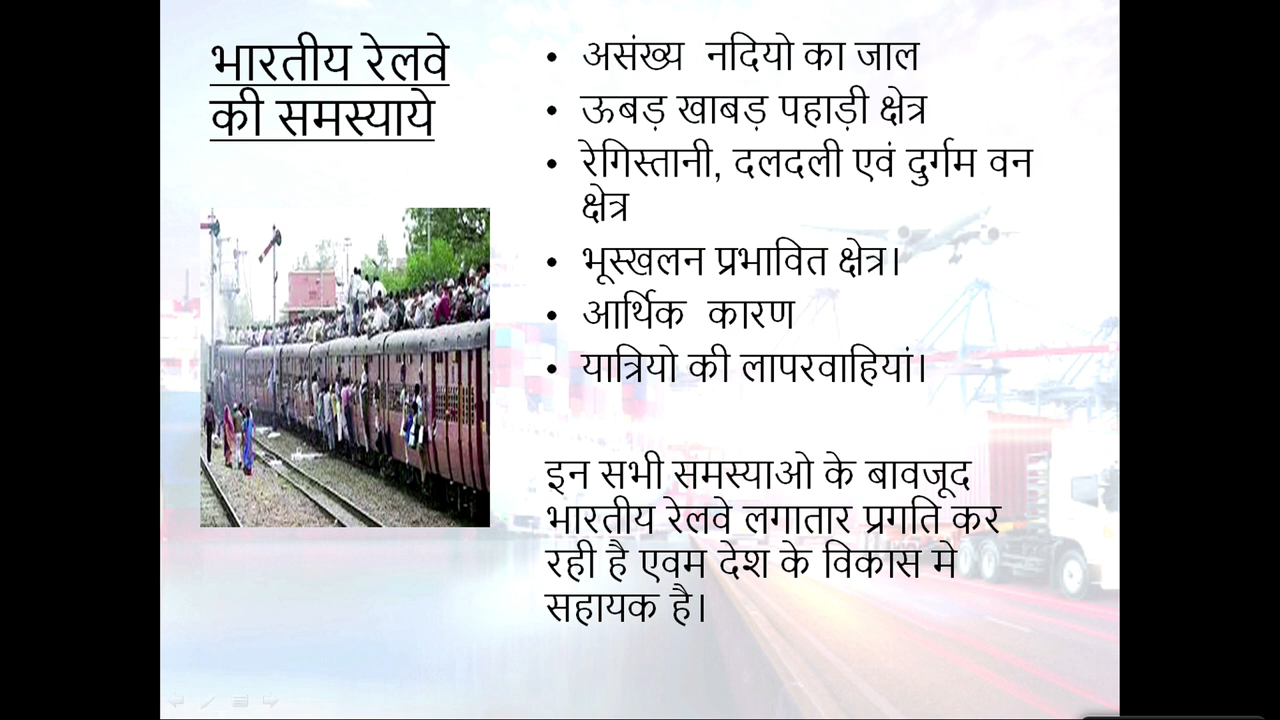 भारतीय रेलवे
की समस्याये
• असंख्य  नदियो का जाल
• ऊबड़ खाबड़ पहाड़ी क्षेत्र
• रेगिस्तानी, दलदली एवं दुर्गम वन
क्षेत्र
• भूस्खलन प्रभावित क्षेत्र।
• आर्थिक  कारण
• यात्रियो की लापरवाहियां।
इन सभी समस्याओ के बावजूद
भारतीय रेलवे लगातार प्रगति कर
रही है एवम देश के विकास मे
सहायक है।